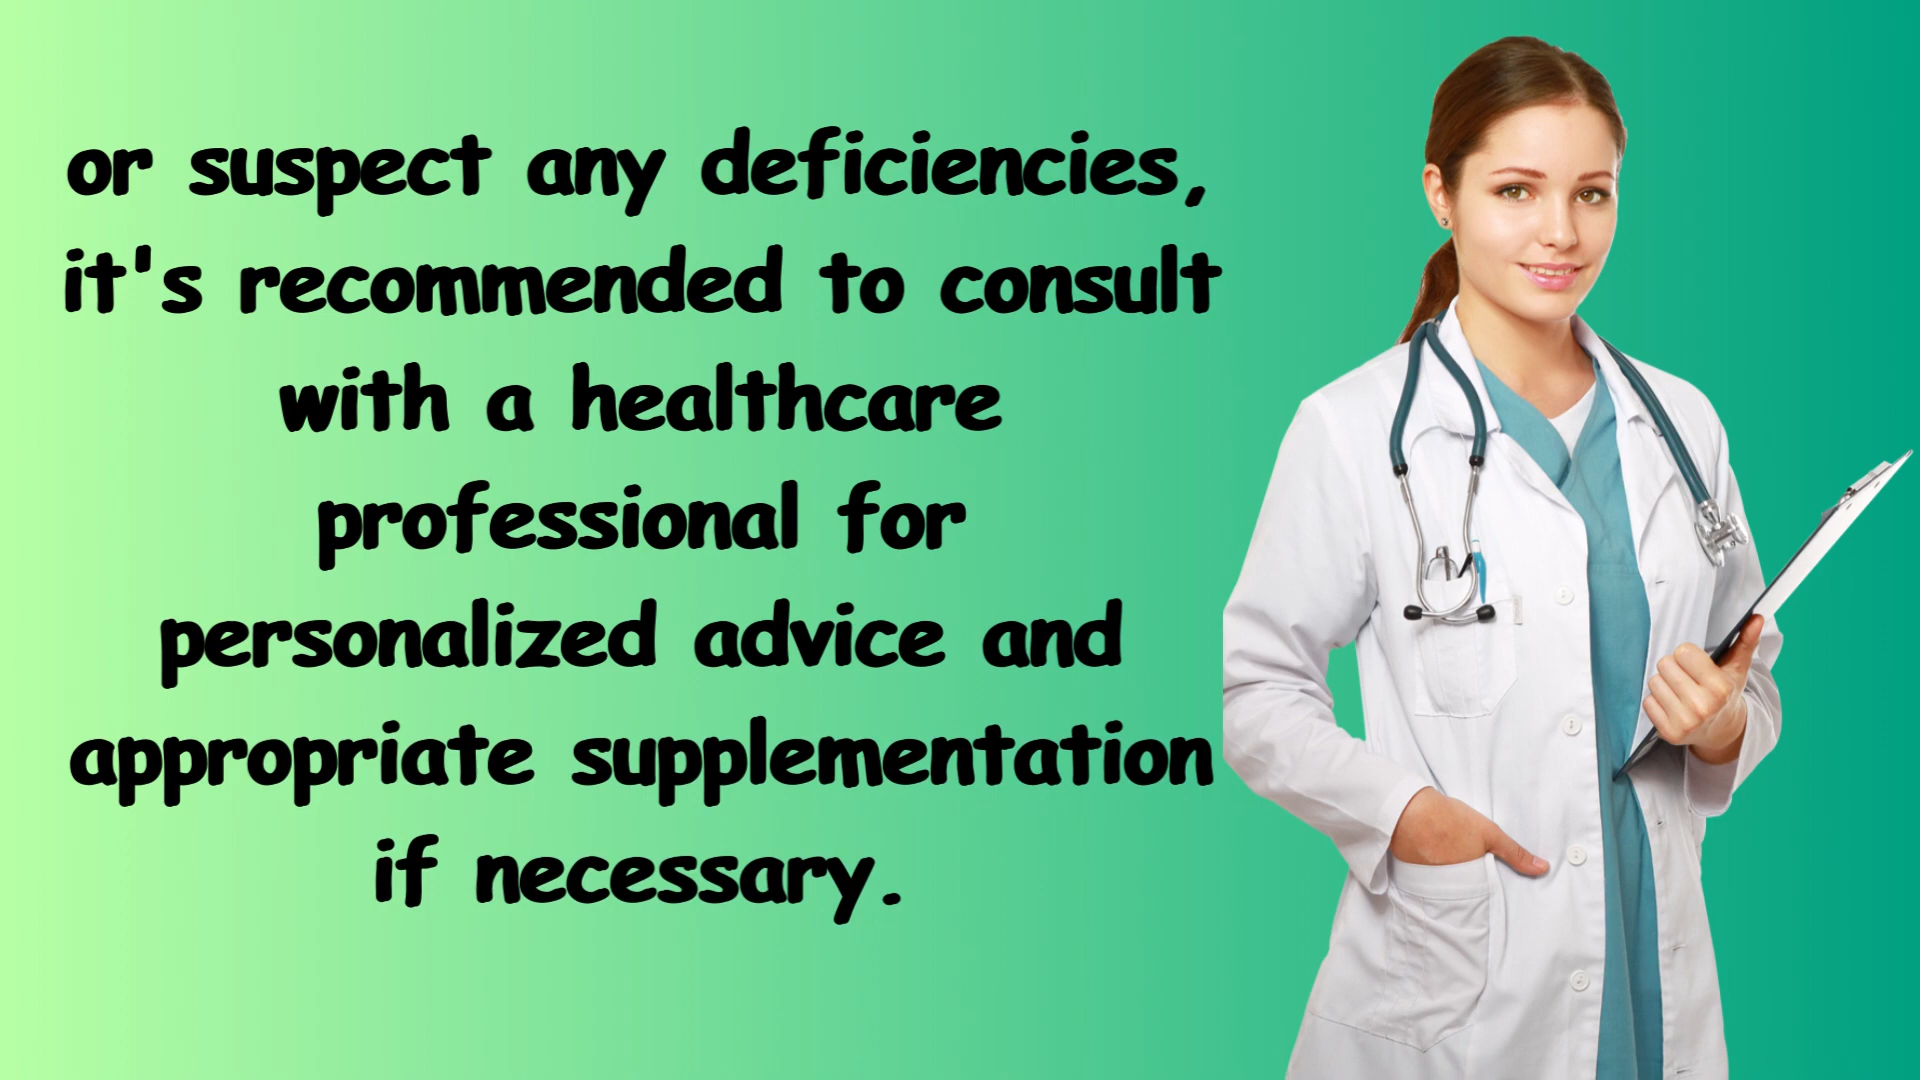 or suspect any deficiencies,
it's recommended to consult
with a healthcare
professional for
personalized advice and
appropriate supplementation
if necessary.